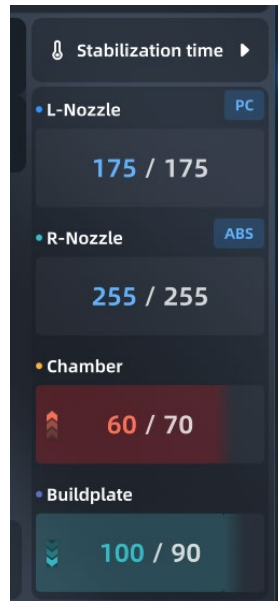 Stabilization time
L-Nozzle PC
175 / 175
R-Nozzle ABS
255 / 255
Chamber
60 / 70
Buildplate
100 / 90